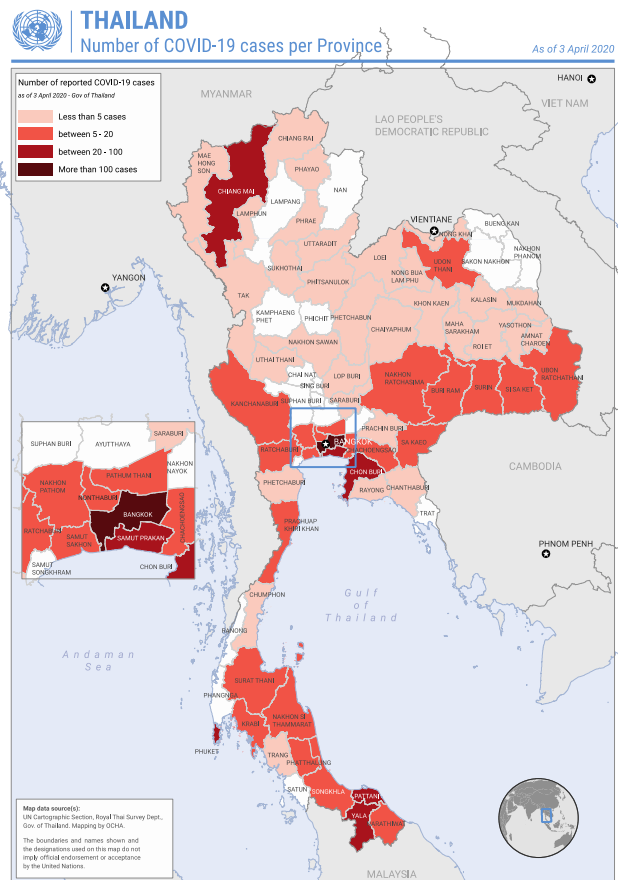 THAILAND
Number of COVID-19 cases per Province
As of 3 April 2020
Number of reported COVID-19 cases
as of 3 April 2020 - Gov of Thailand
Less than 5 cases
between 5 - 20
between 20 - 100
More than 100 cases
HANOI
MYANMAR
VIET NAM
LAO PEOPLE'S
DEMOCRATIC REPUBLIC
CHIANG RAI
MAE
HONG
SON
PHAYAO
CHIANG MAI
NAN
LAMPANG
LAMPHUN
PHRAE
VIENTIANE
BUENG KAN
NONG KHAI
UTTARADIT
LOEI
UDON
THANI
SAKON NAKHON
NAKHON
PHANOM
SUKHOTHAI
NONG BUA
LAM PHU
YANGON
PHITSANULOK
TAK
KHON KAEN
KALASIN
MUKDAHAN
KAMPHAENG
PHET
PHICHIT
PHETCHABUN
CHAIYAPHUM
MAHA
SARAKHAM
YASOTHON
AMNAT
CHAROEN
ROI ET
NAKHON SAWAN
UTHAI THANI
CHAI NAT
LOP BURI
SING BURI
NAKHON
RATCHASIMA
BURI RAM
SURIN
SI SA KET
UBON
RATCHATHANI
KANCHANABURI
SUPHAN BURI
SARABURI
PRACHIN BURI
BANGKOK
SA KAEO
RATCHABURI
CHACHOENGSAO
CHON BURI
RAYONG
CHANTHABURI
TRAT
PHETCHABURI
CAMBODIA
PHNOM PENH
SUPHAN BURI
AYUTTHAYA
SARABURI
NAKHON
NAYOK
PATHUM THANI
NAKHON
PATHOM
NONTHABURI
BANGKOK
CHACHOENGSAO
RATCHABURI
SAMUT
SAKHON
SAMUT PRAKAN
SAMUT
SONGKHRAM
CHON BURI
PRACHUAP
KHIRI KHAN
CHUMPHON
Gulf
of
Thailand
RANONG
Andaman
Sea
SURAT THANI
PHANGNGA
KRABI
NAKHON SI
THAMMARAT
PHUKET
TRANG
PHATTHALUNG
SATUN
SONGKHLA
PATTANI
YALA
NARATHIWAT
MALAYSIA
Map data source(s):
UN Cartographic Section, Royal Thai Survey Dept.,
Gov. of Thailand. Mapping by OCHA.
The boundaries and names shown and
the designations used on this map do not
imply official endorsement or acceptance
by the United Nations.